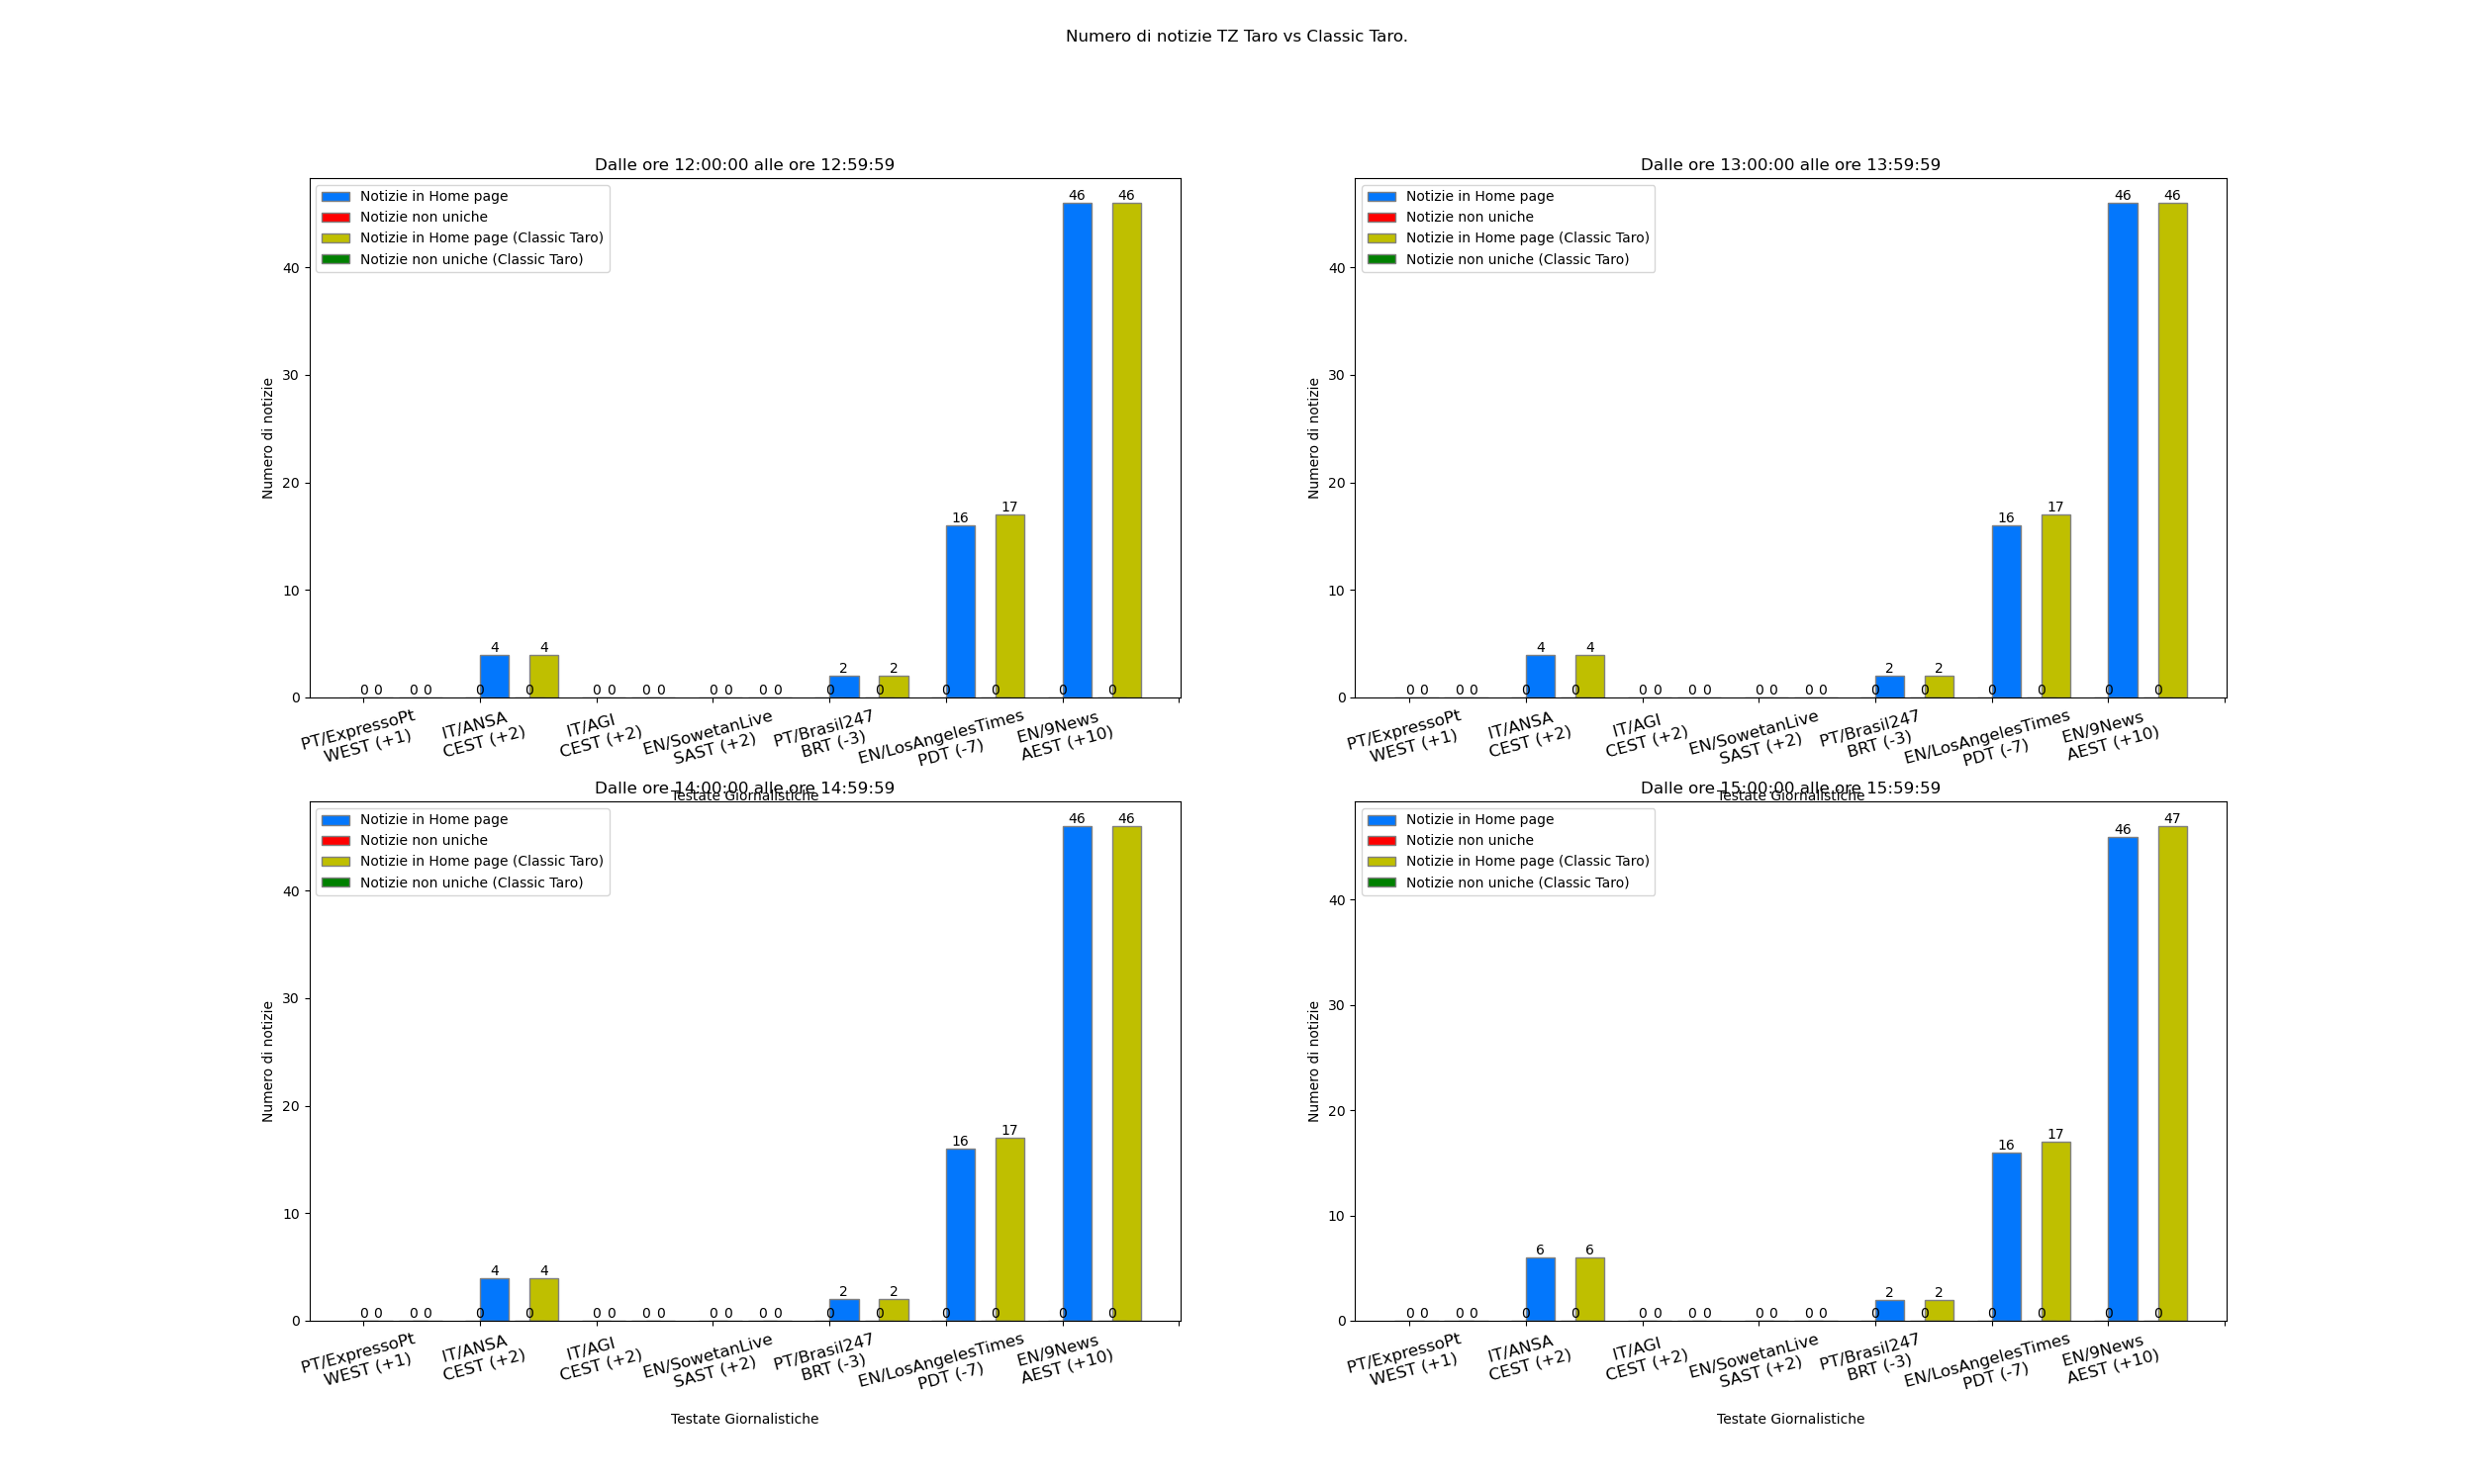 Numero di notizie TZ Taro vs Classic Taro.
Dalle ore 12:00:00 alle ore 12:59:59
Notizie in Home page
Notizie non uniche
Notizie in Home page (Classic Taro)
Notizie non uniche (Classic Taro)
Numero di notizie
40
30
20
10
0
0 0 0 0 0 4 0 4 0 0 0 0 0 0 0 0 0 2 0 2 0 16 0 17 0 46 0 46
PT/ExpressoPt
WEST (+1)
IT/ANSA
CEST (+2)
IT/AGI
CEST (+2)
EN/SowetanLive
SAST (+2)
PT/Brasil247
BRT (-3)
EN/LosAngelesTimes
PDT (-7)
EN/9News
AEST (+10)
Testate Giornalistiche
Dalle ore 13:00:00 alle ore 13:59:59
Notizie in Home page
Notizie non uniche
Notizie in Home page (Classic Taro)
Notizie non uniche (Classic Taro)
Numero di notizie
40
30
20
10
0
0 0 0 0 0 4 0 4 0 0 0 0 0 0 0 0 0 2 0 2 0 16 0 17 0 46 0 46
PT/ExpressoPt
WEST (+1)
IT/ANSA
CEST (+2)
IT/AGI
CEST (+2)
EN/SowetanLive
SAST (+2)
PT/Brasil247
BRT (-3)
EN/LosAngelesTimes
PDT (-7)
EN/9News
AEST (+10)
Testate Giornalistiche
Dalle ore 14:00:00 alle ore 14:59:59
Notizie in Home page
Notizie non uniche
Notizie in Home page (Classic Taro)
Notizie non uniche (Classic Taro)
Numero di notizie
40
30
20
10
0
0 0 0 0 0 4 0 4 0 0 0 0 0 0 0 0 0 2 0 2 0 16 0 17 0 46 0 46
PT/ExpressoPt
WEST (+1)
IT/ANSA
CEST (+2)
IT/AGI
CEST (+2)
EN/SowetanLive
SAST (+2)
PT/Brasil247
BRT (-3)
EN/LosAngelesTimes
PDT (-7)
EN/9News
AEST (+10)
Testate Giornalistiche
Dalle ore 15:00:00 alle ore 15:59:59
Notizie in Home page
Notizie non uniche
Notizie in Home page (Classic Taro)
Notizie non uniche (Classic Taro)
Numero di notizie
40
30
20
10
0
0 0 0 0 0 6 0 6 0 0 0 0 0 0 0 0 0 2 0 2 0 16 0 17 0 46 0 47
PT/ExpressoPt
WEST (+1)
IT/ANSA
CEST (+2)
IT/AGI
CEST (+2)
EN/SowetanLive
SAST (+2)
PT/Brasil247
BRT (-3)
EN/LosAngelesTimes
PDT (-7)
EN/9News
AEST (+10)
Testate Giornalistiche